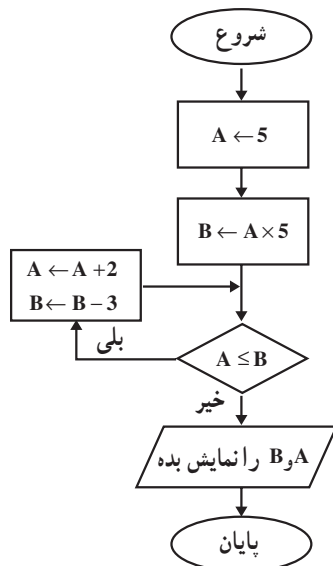 شروع
A ← 5
B ← A × 5
A ← A + 2
B ← B − 3
بلی
A ≤ B
خیر
A و B را نمایش بده
پایان